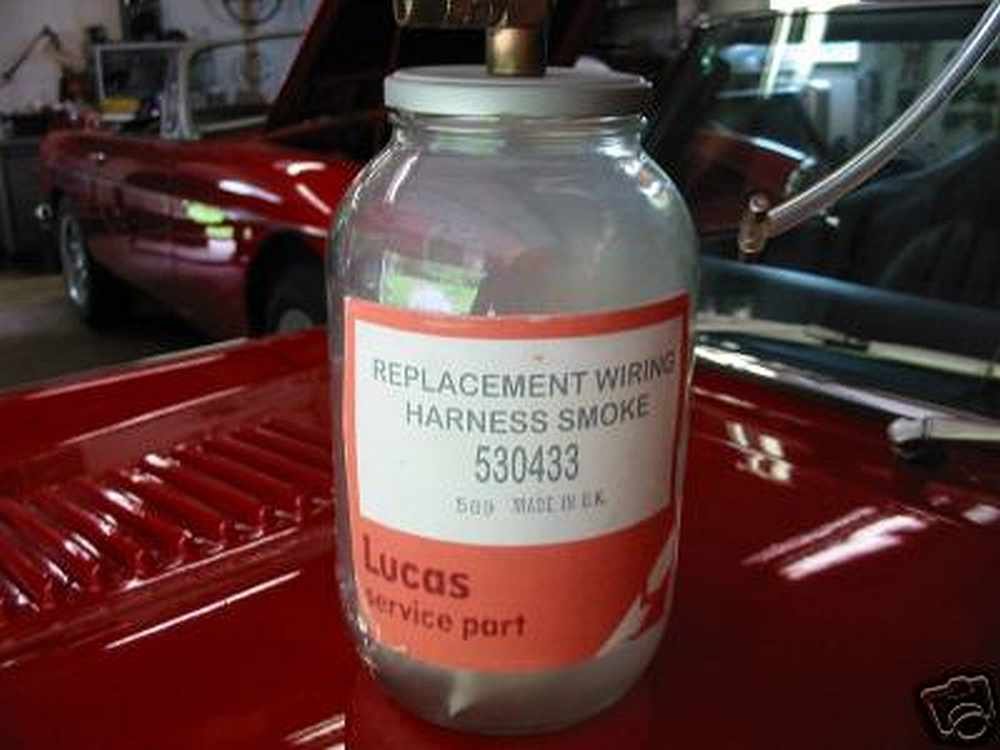 REPLACEMENT WIRING
HARNESS SMOKE
530433
589 MADE IN U.K.
Lucas
service part